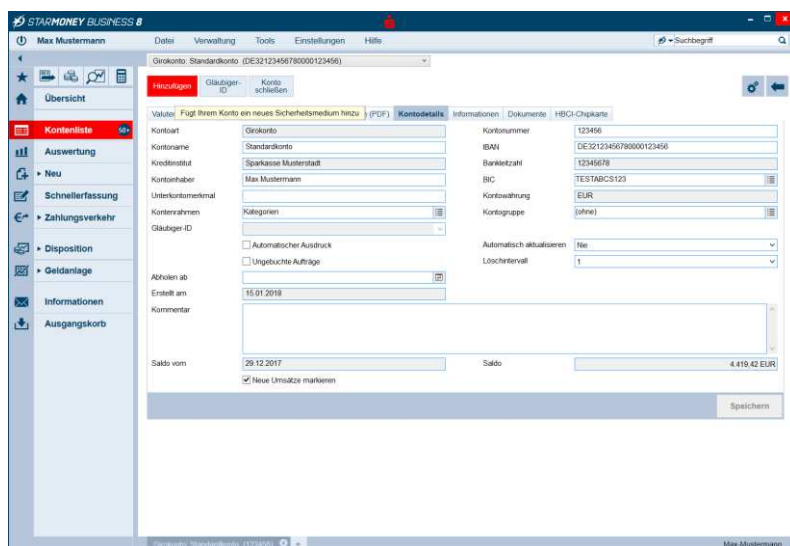 STARMONEY BUSINESS 8
Max Mustermann Datei Verwaltung Tools Einstellungen Hilfe Suchbegriff
Girokonto: Standardkonto (DE32123456780000123456)
Hinzufügen Gläubiger-ID Konto schließen
Übersicht
Valuten (PDF) Kontodetails Informationen Dokumente HBCI-Chipkarte
Fügt Ihrem Konto ein neues Sicherheitsmedium hinzu
Kontenliste 50+
Auswertung
Neu
Schnellerfassung
Zahlungsverkehr
Disposition
Geldanlage
Informationen
Ausgangskorb
Kontoart Girokonto Kontonummer 123456
Kontoname Standardkonto IBAN DE32123456780000123456
Kreditinstitut Sparkasse Musterstadt Bankleitzahl 12345678
Kontoinhaber Max Mustermann BIC TESTABCS123
Unterkontomerkmal Kontowährung EUR
Kontenrahmen Kategorien Kontogruppe (ohne)
Gläubiger-ID
Automatischer Ausdruck Automatisch aktualisieren Nie
Ungebuchte Aufträge Löschintervall 1
Abholen ab
Erstellt am 15.01.2018
Kommentar
Saldo vom 29.12.2017 Saldo 4.419,42 EUR
Neue Umsätze markieren
Speichern
Girokonto: Standardkonto (123456) Max-Mustermann